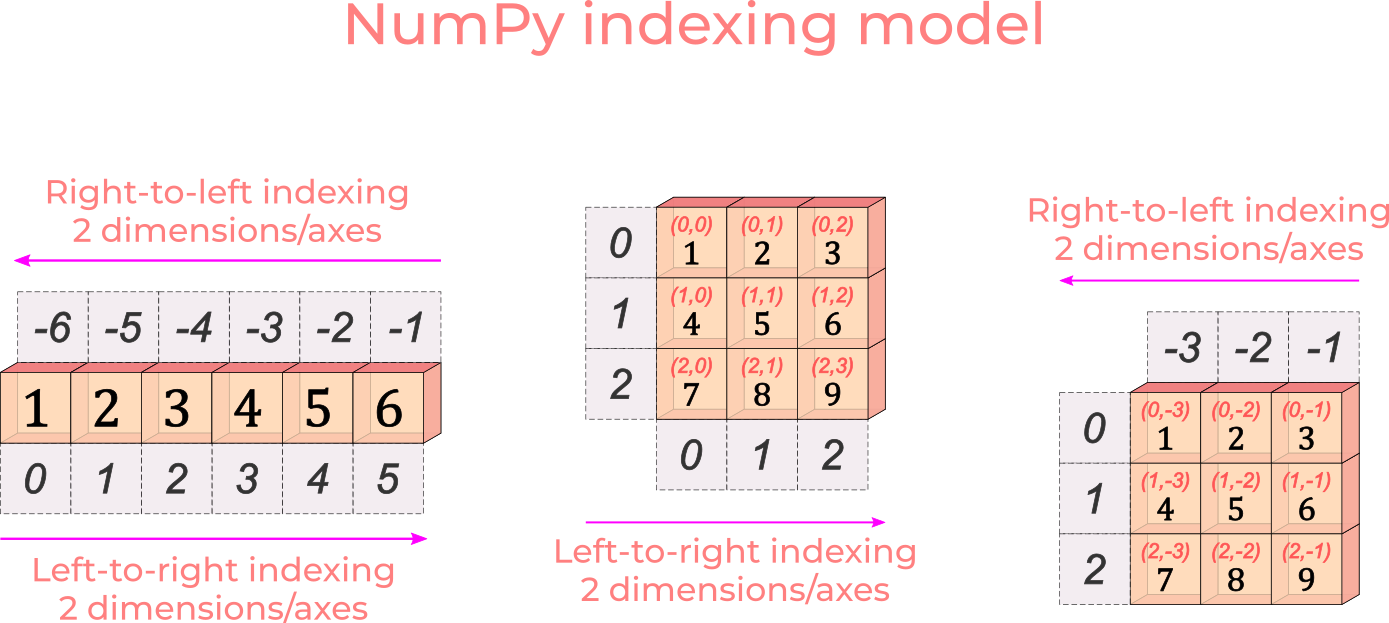 NumPy indexing model
Right-to-left indexing
2 dimensions/axes
-6 -5 -4 -3 -2 -1
1 2 3 4 5 6
0 1 2 3 4 5
Left-to-right indexing
2 dimensions/axes
(0,0) (0,1) (0,2)
0 1 2 3
(1,0) (1,1) (1,2)
1 4 5 6
(2,0) (2,1) (2,3)
2 7 8 9
0 1 2
Left-to-right indexing
2 dimensions/axes
Right-to-left indexing
2 dimensions/axes
-3 -2 -1
(0,-3) (0,-2) (0,-1)
0 1 2 3
(1,-3) (1,-2) (1,-1)
1 4 5 6
(2,-3) (2,-2) (2,-1)
2 7 8 9